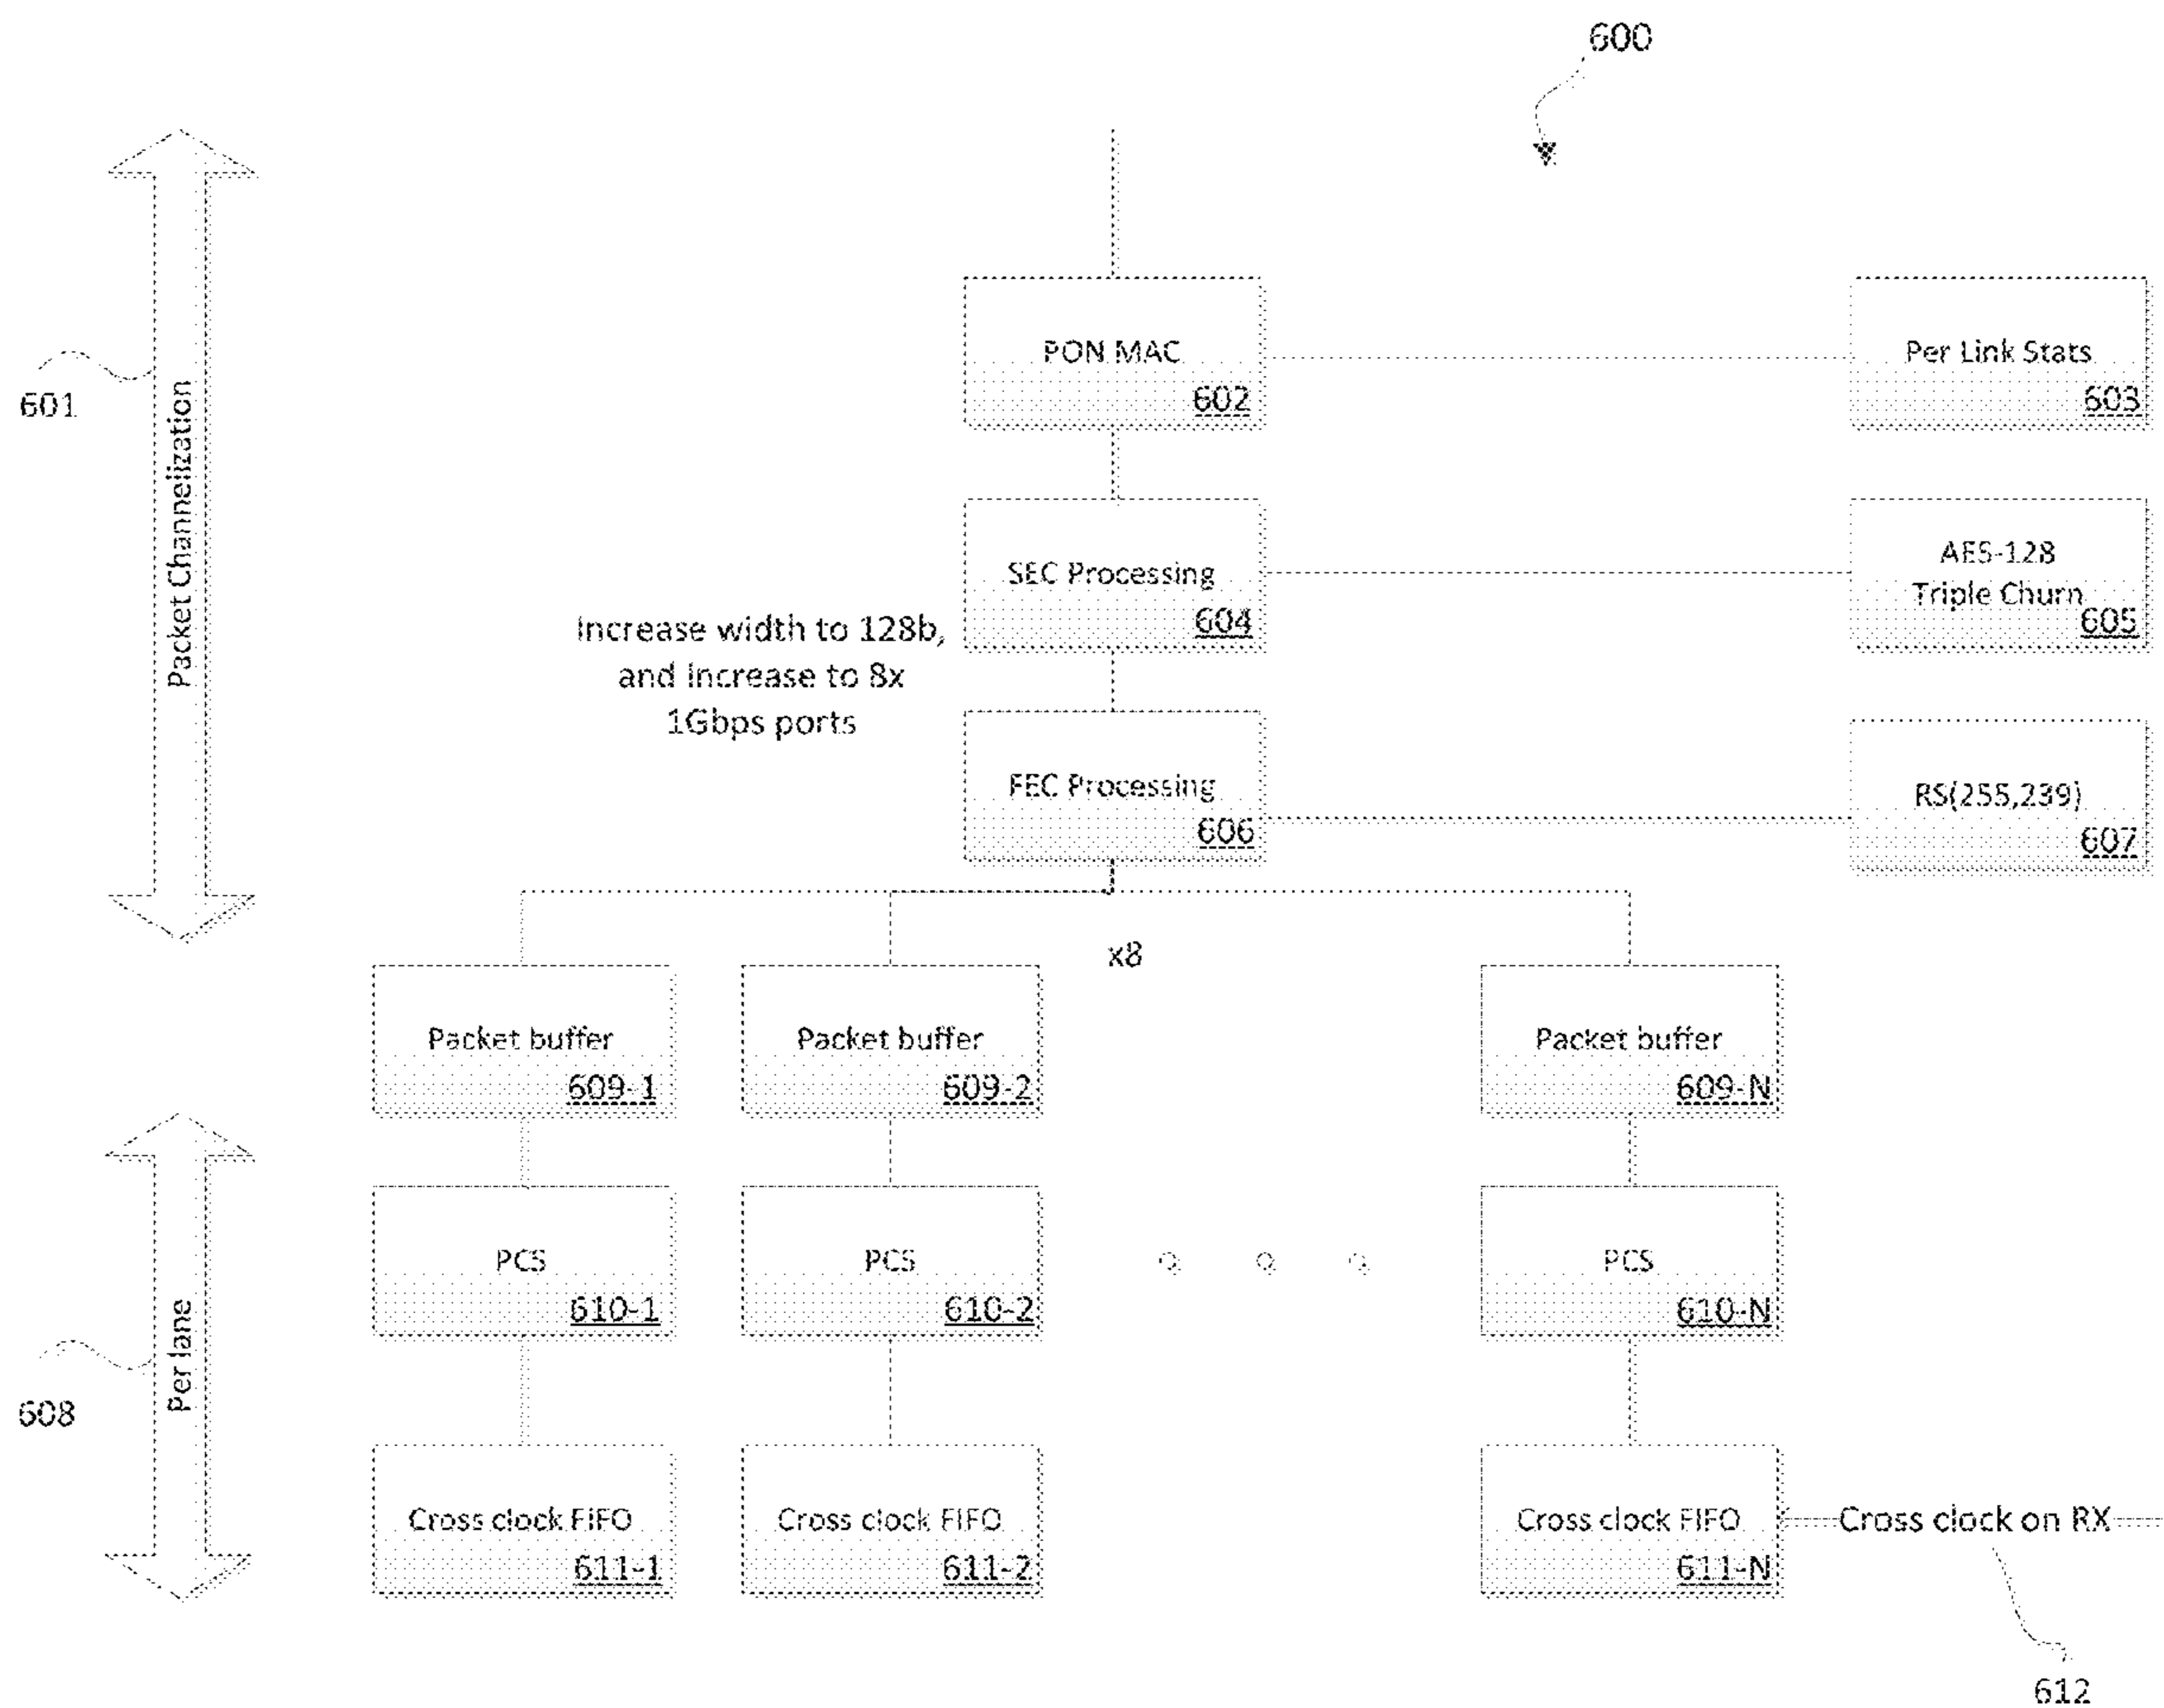 600
PON MAC
602
Per Link Stats
603
601
Packet Channelization
SEC Processing
604
AES-128
Triple Churn
605
Increase width to 128b,
and increase to 8x
1Gbps ports
FEC Processing
606
RS(255,239)
607
x8
Packet buffer
609-1
Packet buffer
609-2
Packet buffer
609-N
PCS
610-1
PCS
610-2
PCS
610-N
Per lane
608
Cross clock FIFO
611-1
Cross clock FIFO
611-2
Cross clock FIFO
611-N
Cross clock on RX
612